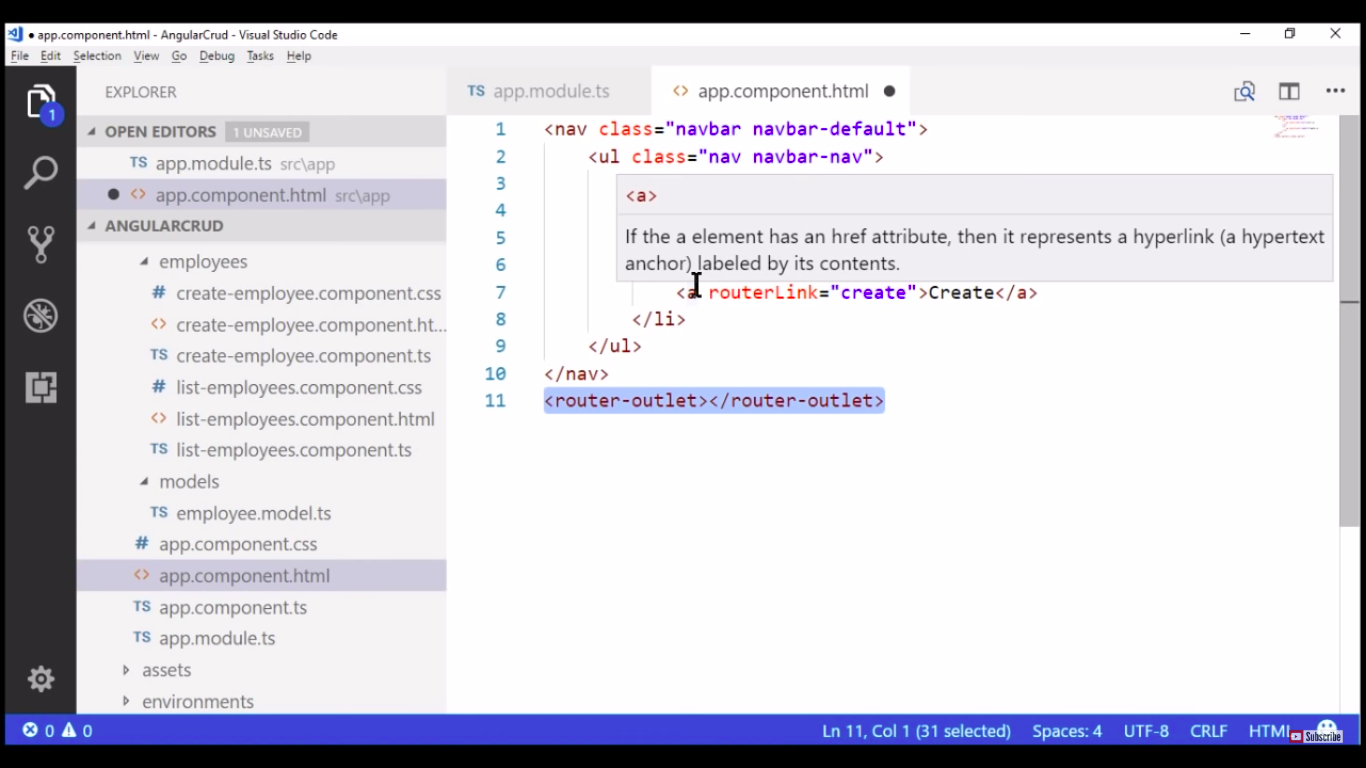 ● app.component.html - AngularCrud - Visual Studio Code
File Edit Selection View Go Debug Tasks Help
1
EXPLORER
OPEN EDITORS 1 UNSAVED
TS app.module.ts src\app
● <> app.component.html src\app
ANGULARCRUD
employees
# create-employee.component.css
<> create-employee.component.ht...
TS create-employee.component.ts
# list-employees.component.css
<> list-employees.component.html
TS list-employees.component.ts
models
TS employee.model.ts
# app.component.css
<> app.component.html
TS app.component.ts
TS app.module.ts
assets
environments
TS app.module.ts <> app.component.html ●
1 <nav class="navbar navbar-default">
2 <ul class="nav navbar-nav">
3
<a>
4
5 If the a element has an href attribute, then it represents a hyperlink (a hypertext
6 anchor) labeled by its contents.
7 <a routerLink="create">Create</a>
8 </li>
9 </ul>
10 </nav>
11 <router-outlet></router-outlet>
0 0 Ln 11, Col 1 (31 selected) Spaces: 4 UTF-8 CRLF HTML
Subscribe